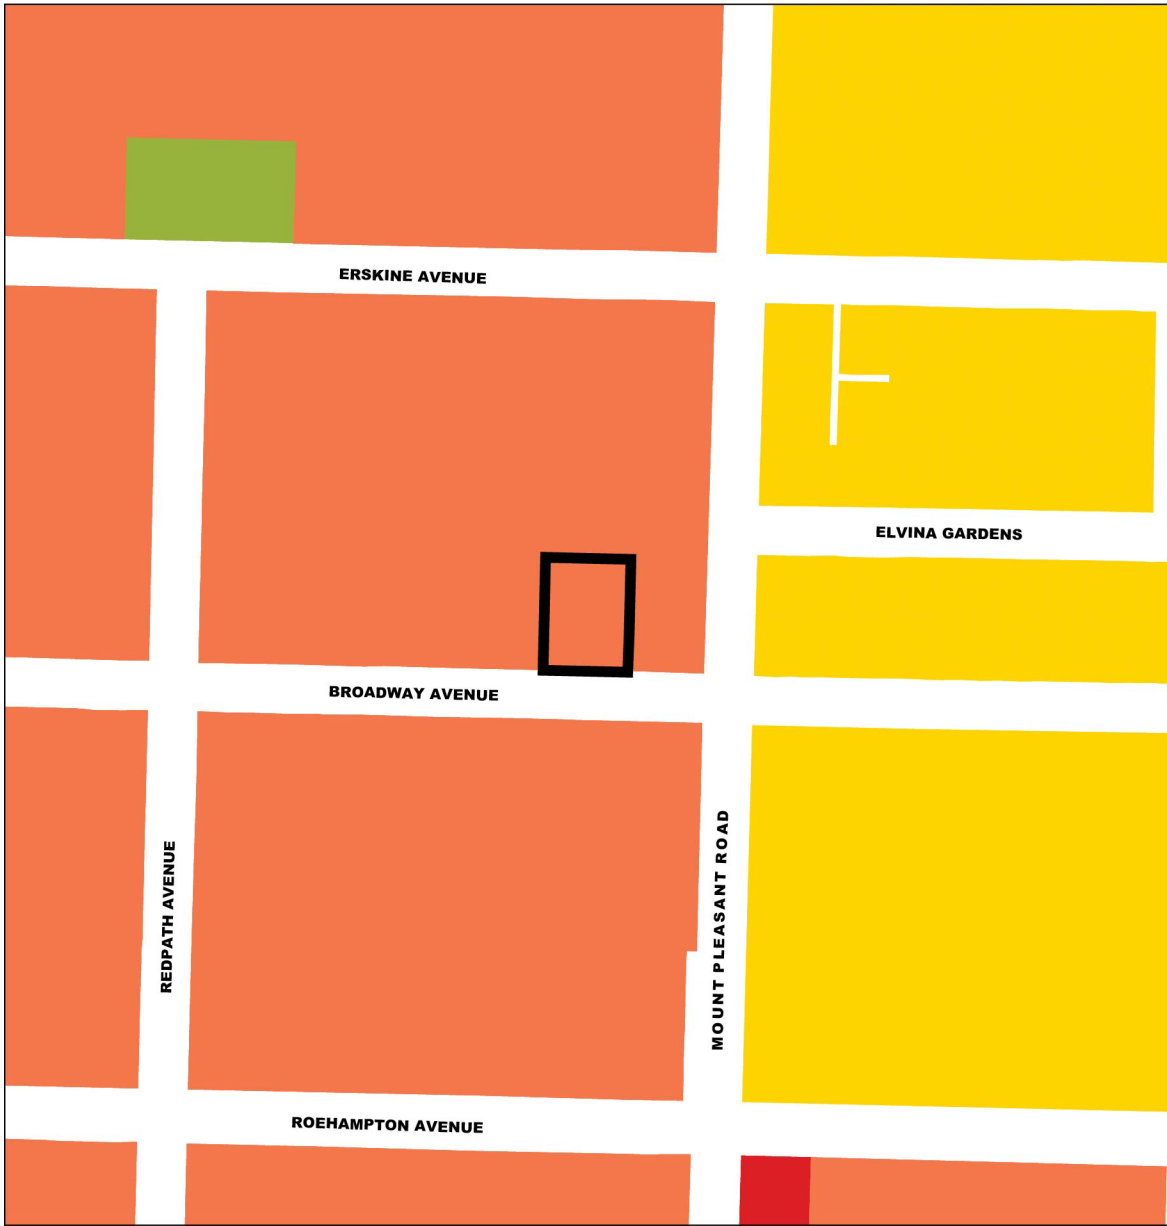 ERSKINE AVENUE
ELVINA GARDENS
BROADWAY AVENUE
REDPATH AVENUE
MOUNT PLEASANT ROAD
ROEHAMPTON AVENUE